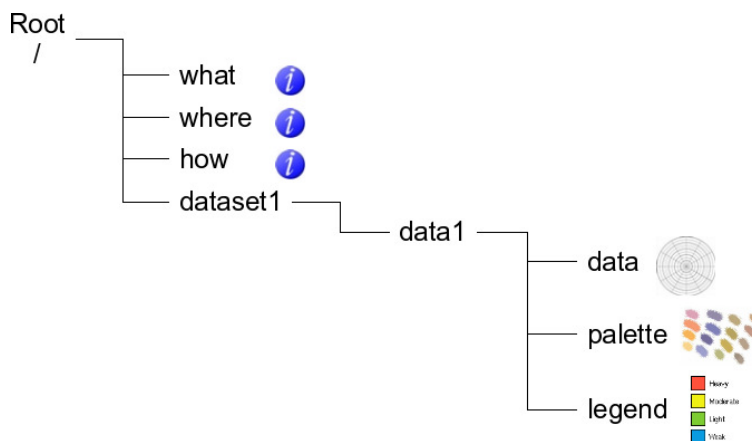 Root
/
what i
where i
how i
dataset1
data1
data
palette
legend
Heavy
Moderate
Light
Weak